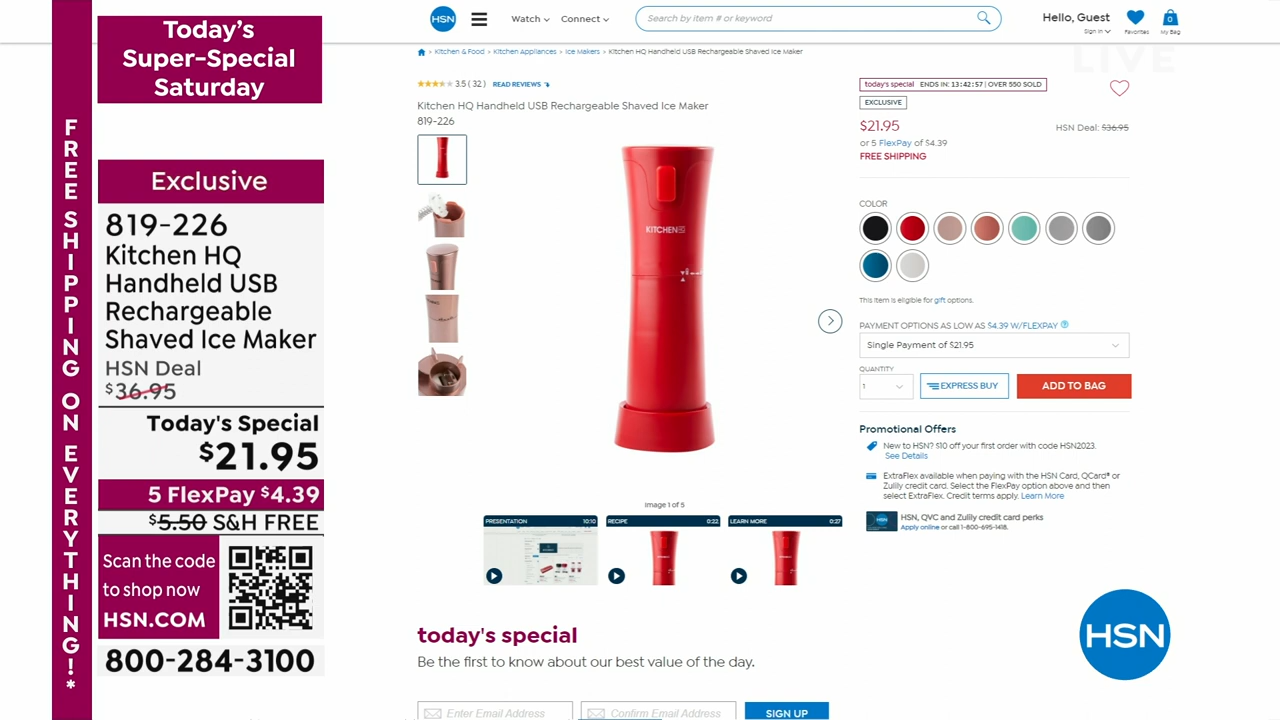 FREE SHIPPING ON EVERYTHING!*
Today's
Super-Special
Saturday
Exclusive
819-226
Kitchen HQ
Handheld USB
Rechargeable
Shaved Ice Maker
HSN Deal
$36.95
Today's Special
$21.95
5 FlexPay $4.39
$5.50 S&H FREE
Scan the code
to shop now
HSN.COM
800-284-3100
HSN
Watch
Connect
Search by item # or keyword
Hello, Guest
Sign In
Favorites
0
My Bag
LIVE
> Kitchen & Food > Kitchen Appliances > Ice Makers > Kitchen HQ Handheld USB Rechargeable Shaved Ice Maker
3.5 ( 32 ) READ REVIEWS
Kitchen HQ Handheld USB Rechargeable Shaved Ice Maker
819-226
KITCHEN HQ
Image 1 of 5
PRESENTATION 10:10
RECIPE 0:22
LEARN MORE 0:27
today's special ENDS IN: 13:42:57 | OVER 550 SOLD
EXCLUSIVE
$21.95
HSN Deal: $36.95
or 5 FlexPay of $4.39
FREE SHIPPING
COLOR
This item is eligible for gift options.
PAYMENT OPTIONS AS LOW AS $4.39 W/FLEXPAY
Single Payment of $21.95
QUANTITY
1
EXPRESS BUY
ADD TO BAG
Promotional Offers
New to HSN? $10 off your first order with code HSN2023.
See Details
ExtraFlex available when paying with the HSN Card, QCard® or
Zulily credit card. Select the FlexPay option above and then
select ExtraFlex. Credit terms apply. Learn More
HSN, QVC and Zulily credit card perks
Apply online or call 1-800-695-1418.
HSN
today's special
Be the first to know about our best value of the day.
Enter Email Address
Confirm Email Address
SIGN UP